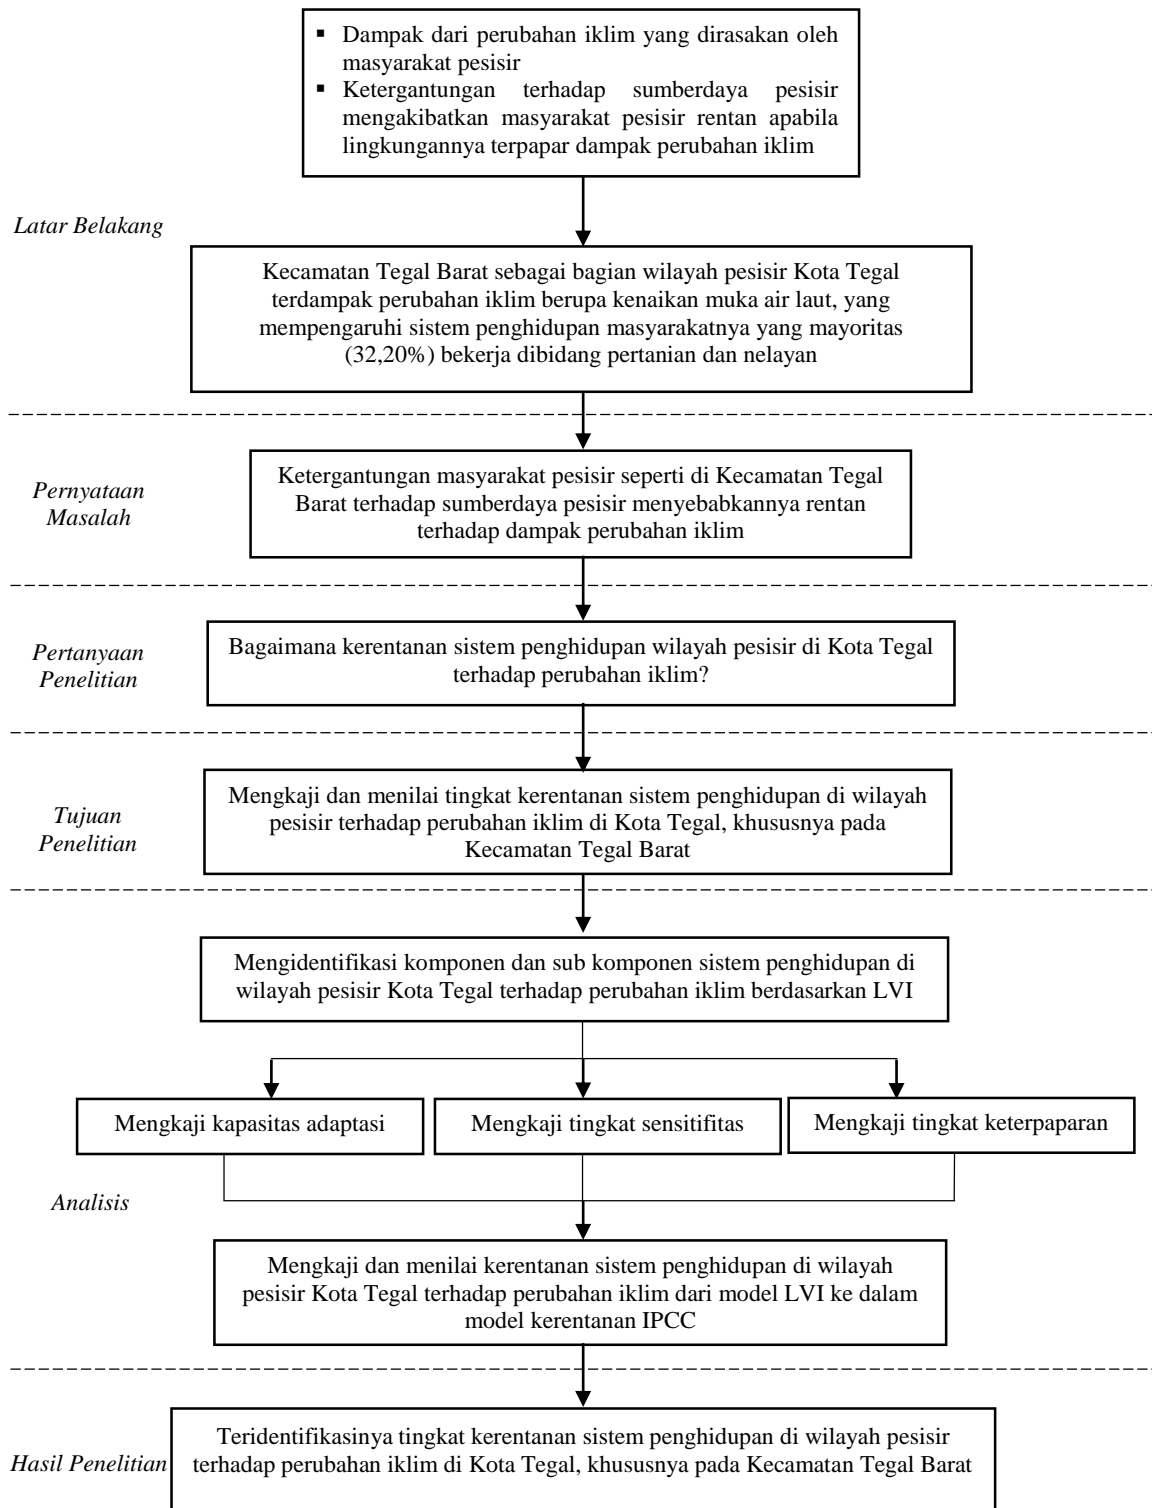 ▪ Dampak dari perubahan iklim yang dirasakan oleh
masyarakat pesisir
▪ Ketergantungan terhadap sumberdaya pesisir
mengakibatkan masyarakat pesisir rentan apabila
lingkungannya terpapar dampak perubahan iklim
Latar Belakang
Kecamatan Tegal Barat sebagai bagian wilayah pesisir Kota Tegal
terdampak perubahan iklim berupa kenaikan muka air laut, yang
mempengaruhi sistem penghidupan masyarakatnya yang mayoritas
(32,20%) bekerja dibidang pertanian dan nelayan
Pernyataan
Masalah
Ketergantungan masyarakat pesisir seperti di Kecamatan Tegal
Barat terhadap sumberdaya pesisir menyebabkannya rentan
terhadap dampak perubahan iklim
Pertanyaan
Penelitian
Bagaimana kerentanan sistem penghidupan wilayah pesisir di Kota Tegal
terhadap perubahan iklim?
Tujuan
Penelitian
Mengkaji dan menilai tingkat kerentanan sistem penghidupan di wilayah
pesisir terhadap perubahan iklim di Kota Tegal, khususnya pada
Kecamatan Tegal Barat
Mengidentifikasi komponen dan sub komponen sistem penghidupan di
wilayah pesisir Kota Tegal terhadap perubahan iklim berdasarkan LVI
Mengkaji kapasitas adaptasi
Mengkaji tingkat sensitifitas
Mengkaji tingkat keterpaparan
Analisis
Mengkaji dan menilai kerentanan sistem penghidupan di wilayah
pesisir Kota Tegal terhadap perubahan iklim dari model LVI ke dalam
model kerentanan IPCC
Hasil Penelitian
Teridentifikasinya tingkat kerentanan sistem penghidupan di wilayah pesisir
terhadap perubahan iklim di Kota Tegal, khususnya pada Kecamatan Tegal Barat